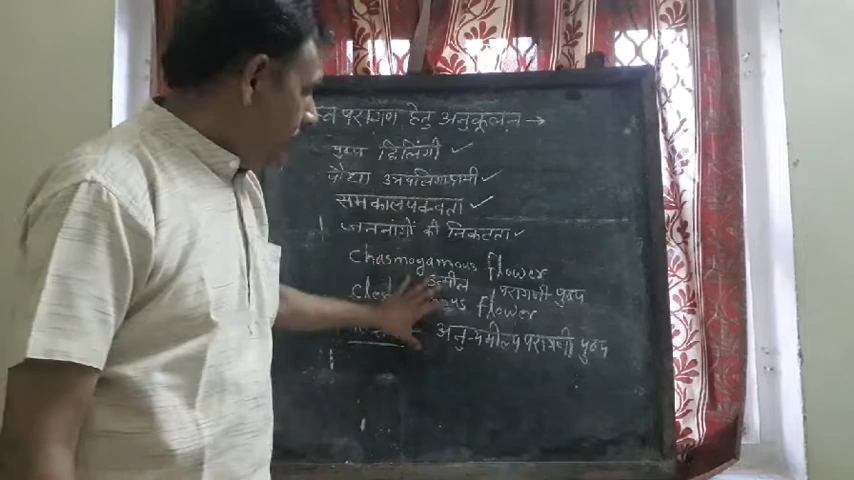 परागण हेतु अनुकूलन →
पुष्प द्विलिंगी ✓
पौधा उभयलिंगाश्रयी ✓
समकालपक्वता ✓
जननांगों की निकटता ✓
Chasmogamous flower
उन्मील परागणी पुष्प
flower
अनुन्मील्य परागणी पुष्प